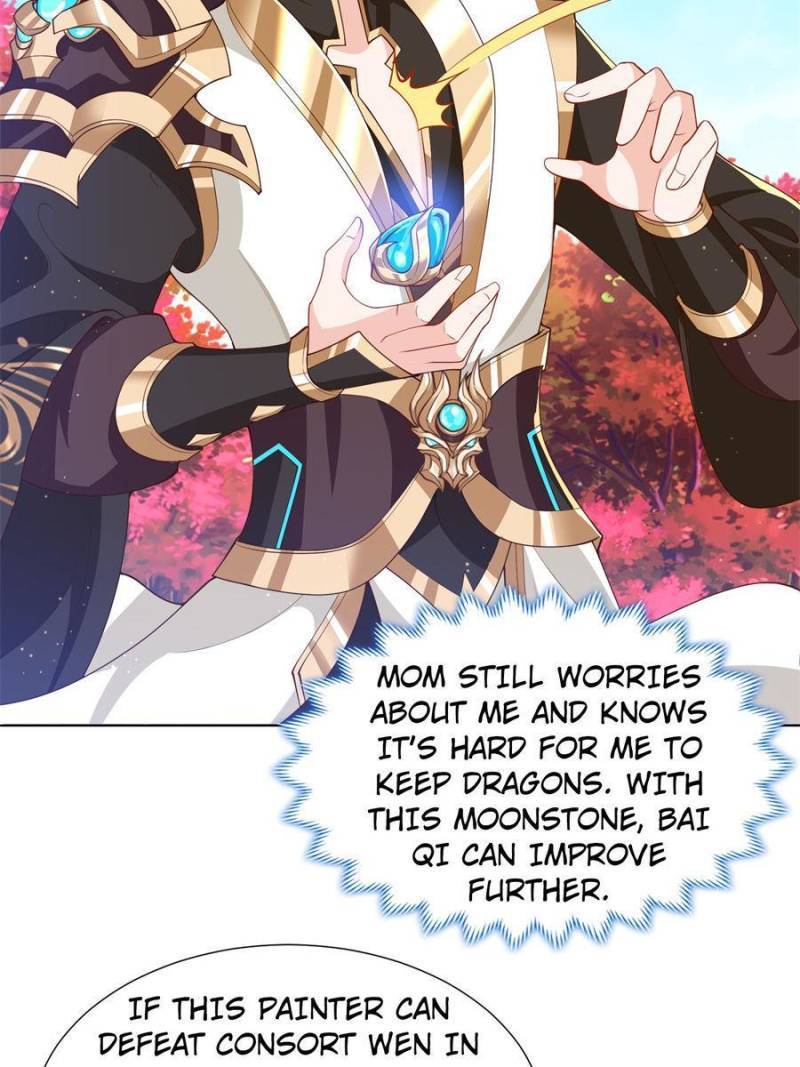 MOM STILL WORRIES
ABOUT ME AND KNOWS
IT'S HARD FOR ME TO
KEEP DRAGONS. WITH
THIS MOONSTONE, BAI
QI CAN IMPROVE
FURTHER.
IF THIS PAINTER CAN
DEFEAT CONSORT WEN IN